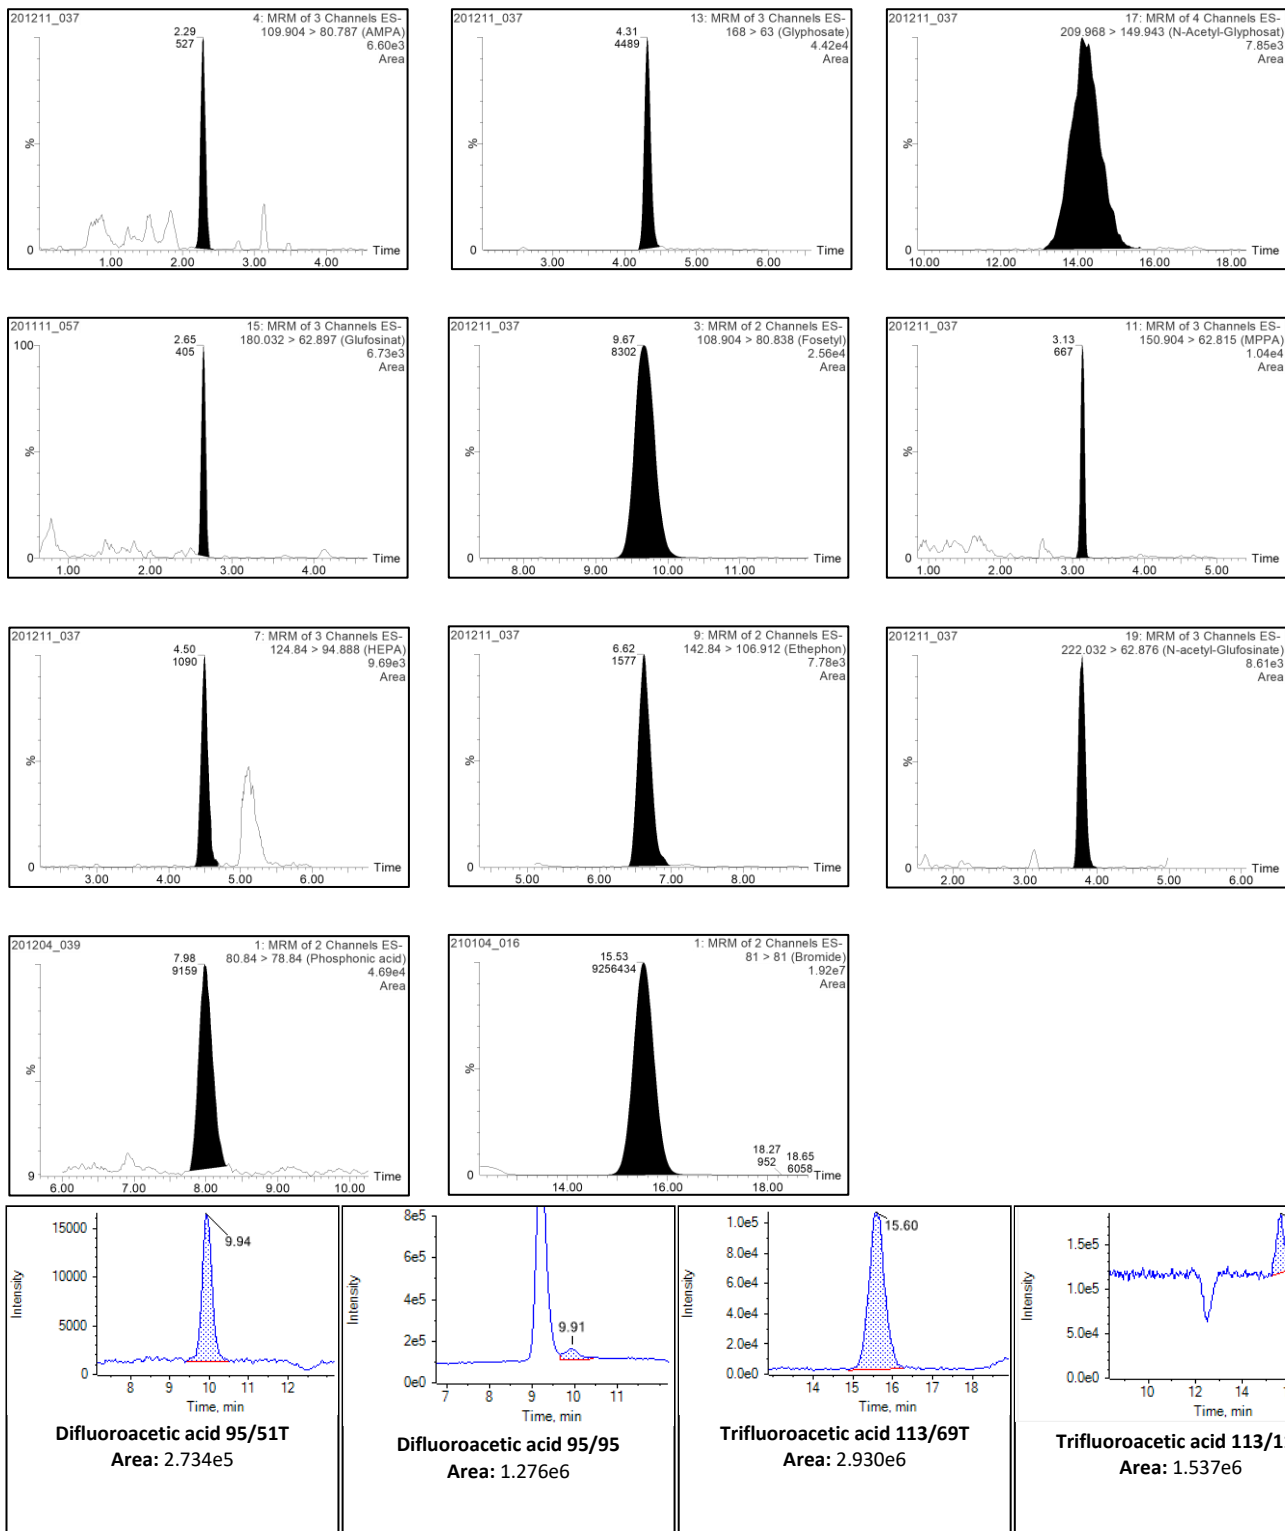 201211_037
4: MRM of 3 Channels ES-
109.904 > 80.787 (AMPA)
6.60e3
Area
2.29
527
%
0
1.00 2.00 3.00 4.00
Time
201211_037
13: MRM of 3 Channels ES-
168 > 63 (Glyphosate)
4.42e4
Area
4.31
4489
%
0
3.00 4.00 5.00 6.00
Time
201211_037
17: MRM of 4 Channels ES-
209.968 > 149.943 (N-Acetyl-Glyphosat)
7.85e3
Area
%
0
10.00 12.00 14.00 16.00 18.00
Time
201111_057
15: MRM of 3 Channels ES-
180.032 > 62.897 (Glufosinat)
6.73e3
Area
100
2.65
405
%
0
1.00 2.00 3.00 4.00
Time
201211_037
3: MRM of 2 Channels ES-
108.904 > 80.838 (Fosetyl)
2.56e4
Area
9.67
8302
%
0
8.00 9.00 10.00 11.00
Time
201211_037
11: MRM of 3 Channels ES-
150.904 > 62.815 (MPPA)
1.04e4
Area
3.13
667
%
0
1.00 2.00 3.00 4.00 5.00
Time
201211_037
7: MRM of 3 Channels ES-
124.84 > 94.888 (HEPA)
9.69e3
Area
4.50
1090
%
0
3.00 4.00 5.00 6.00
Time
201211_037
9: MRM of 2 Channels ES-
142.84 > 106.912 (Ethephon)
7.78e3
Area
6.62
1577
%
0
5.00 6.00 7.00 8.00
Time
201211_037
19: MRM of 3 Channels ES-
222.032 > 62.876 (N-acetyl-Glufosinate)
8.61e3
Area
%
0
2.00 3.00 4.00 5.00 6.00
Time
201204_039
1: MRM of 2 Channels ES-
80.84 > 78.84 (Phosphonic acid)
4.69e4
Area
7.98
9159
%
9
6.00 7.00 8.00 9.00 10.00
Time
210104_016
1: MRM of 2 Channels ES-
81 > 81 (Bromide)
1.92e7
Area
15.53
9256434
%
18.27
952
18.65
6058
0
14.00 16.00 18.00
Time
15000
10000
5000
0
Intensity
9.94
8 9 10 11 12
Time, min
Difluoroacetic acid 95/51T
Area: 2.734e5
8e5
6e5
4e5
2e5
0e0
Intensity
9.91
7 8 9 10 11
Time, min
Difluoroacetic acid 95/95
Area: 1.276e6
1.0e5
8.0e4
6.0e4
4.0e4
2.0e4
0.0e0
Intensity
15.60
14 15 16 17 18
Time, min
Trifluoroacetic acid 113/69T
Area: 2.930e6
1.5e5
1.0e5
5.0e4
0.0e0
Intensity
10 12 14
Time, min
Trifluoroacetic acid
Area: 1.537e6